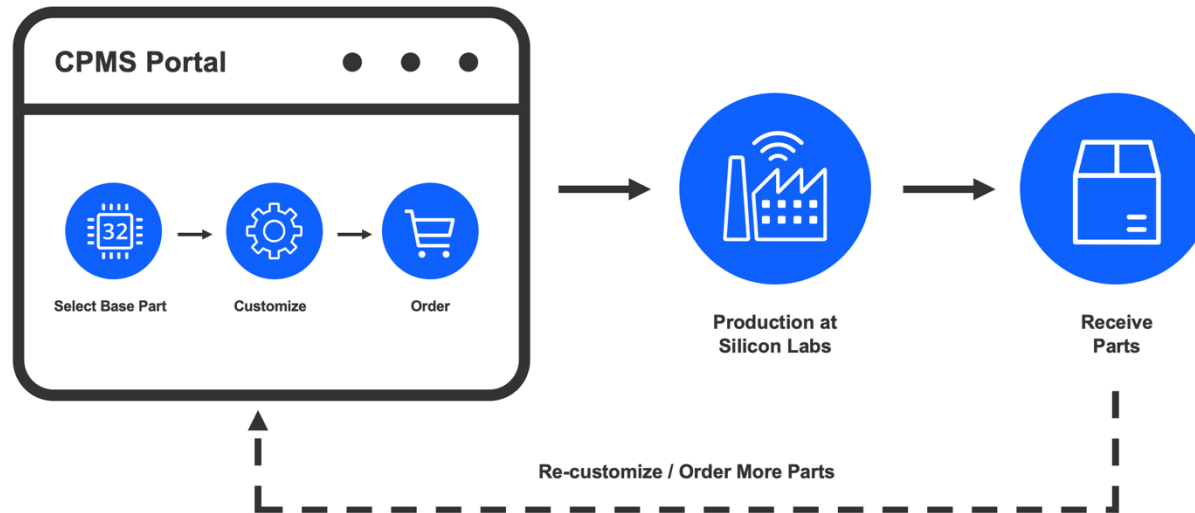 CPMS Portal
32
Select Base Part
Customize
Order
Production at
Silicon Labs
Receive
Parts
Re-customize / Order More Parts